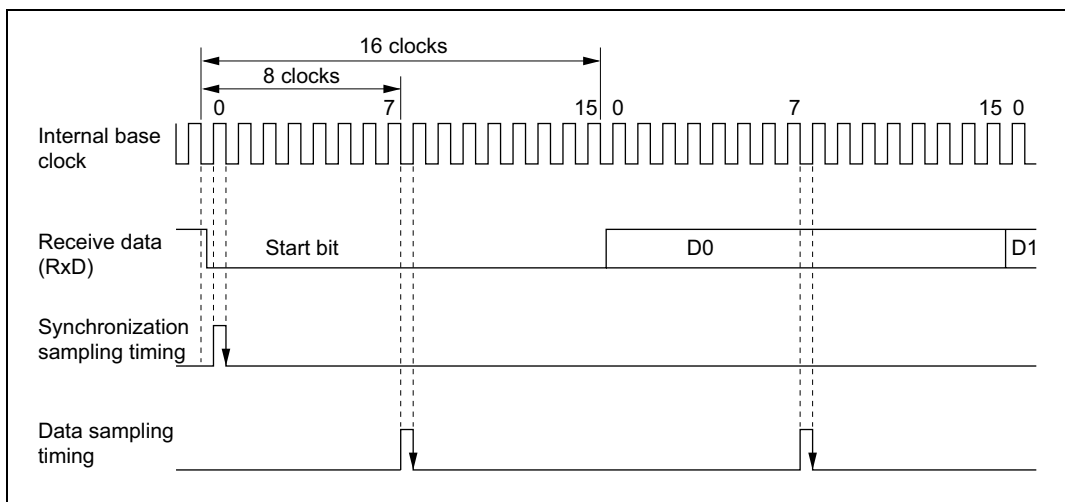 16 clocks
8 clocks
0 7 15 0 7 15 0
Internal base
clock
Receive data
(RxD)
Start bit D0 D1
Synchronization
sampling timing
Data sampling
timing